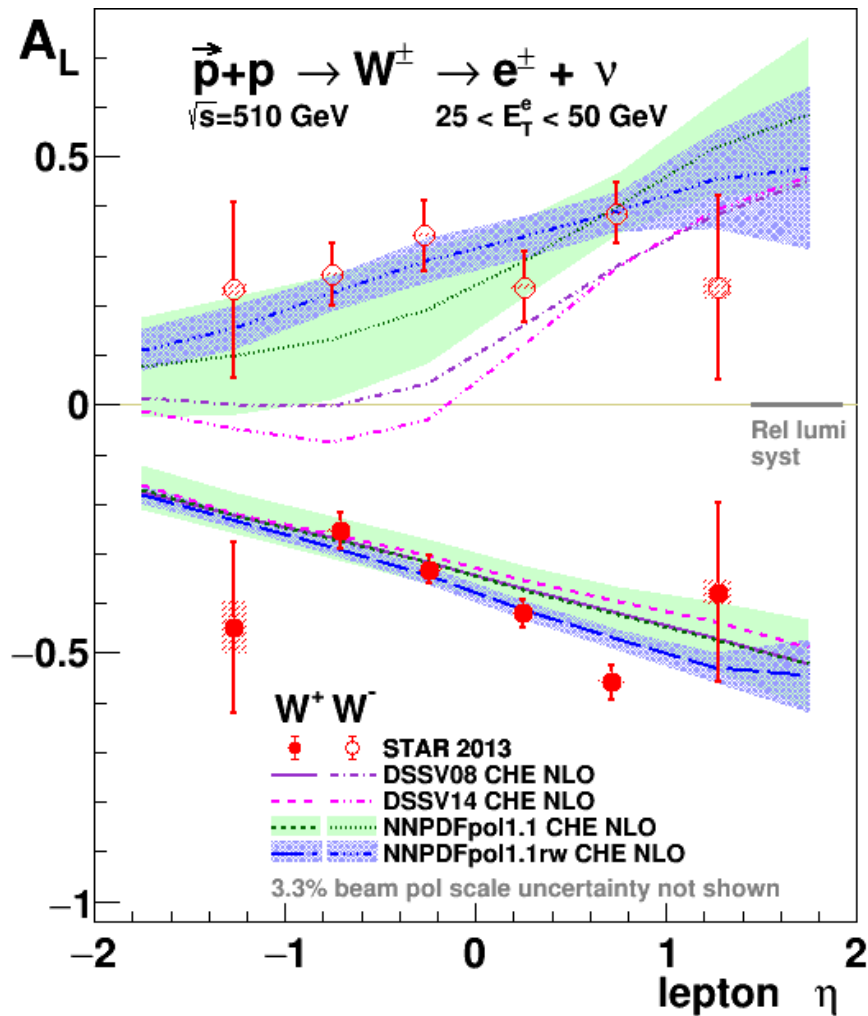 A_L
p⃗+p → W± → e± + ν
√s=510 GeV 25 < E_T^e < 50 GeV
0.5
0
Rel lumi
syst
−0.5
W⁺ W⁻
STAR 2013
DSSV08 CHE NLO
DSSV14 CHE NLO
NNPDFpol1.1 CHE NLO
NNPDFpol1.1rw CHE NLO
3.3% beam pol scale uncertainty not shown
−1
−2 −1 0 1 2
lepton η